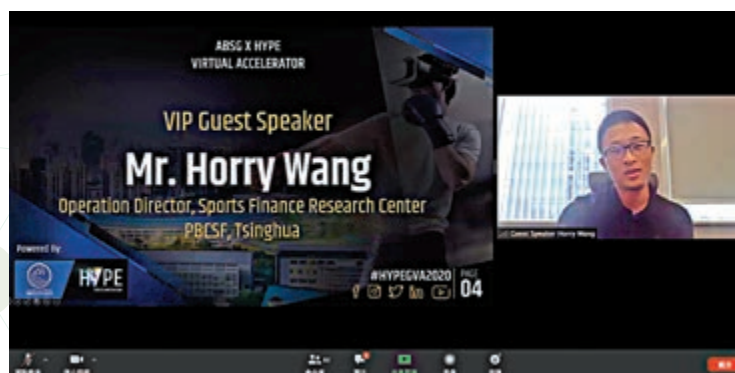 ABSG X HYPE
VIRTUAL ACCELERATOR
VIP Guest Speaker
Mr. Horry Wang
Operation Director, Sports Finance Research Center
PBCSF, Tsinghua
Powered By
HYPE
#HYPEGVA2020
PAGE
04
Guest Speaker Horry Wang